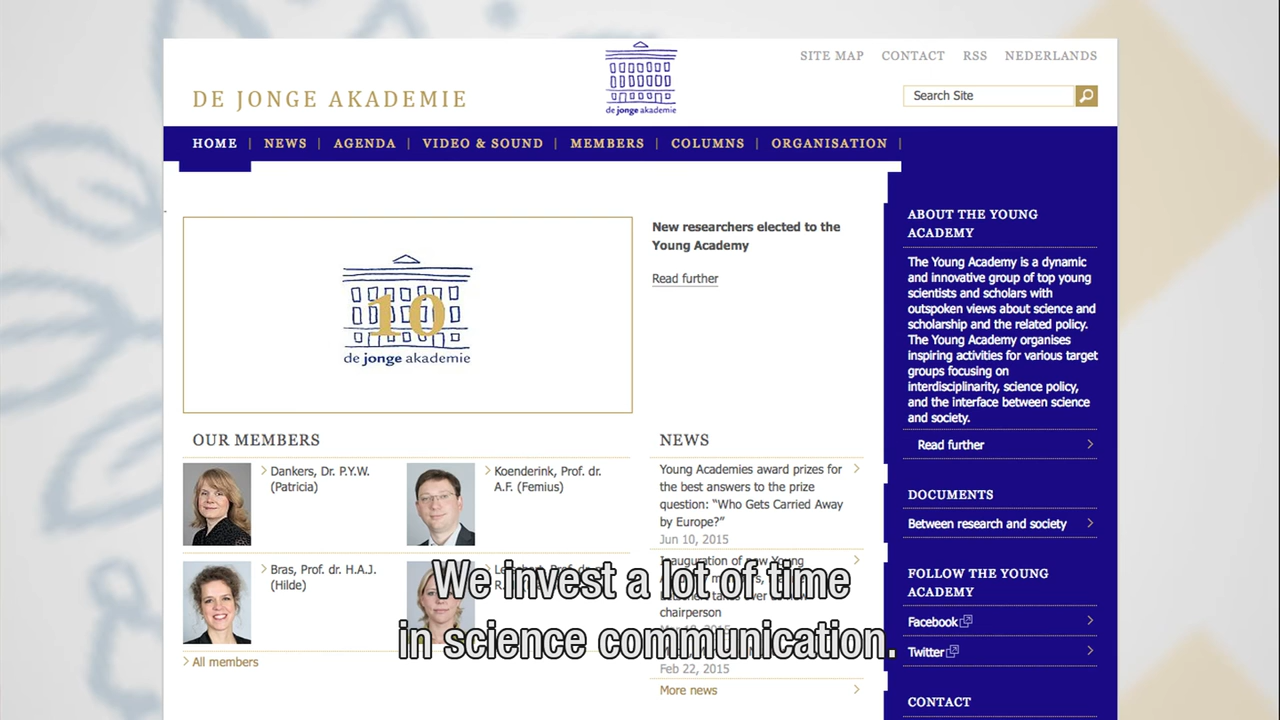 SITE MAP CONTACT RSS NEDERLANDS
de jonge akademie
DE JONGE AKADEMIE
Search Site
HOME | NEWS | AGENDA | VIDEO & SOUND | MEMBERS | COLUMNS | ORGANISATION |
10
de jonge akademie
New researchers elected to the
Young Academy
Read further
OUR MEMBERS
Dankers, Dr. P.Y.W.
(Patricia)
Koenderink, Prof. dr.
A.F. (Femius)
Bras, Prof. dr. H.A.J.
(Hilde)
All members
NEWS
Young Academies award prizes for
the best answers to the prize
question: “Who Gets Carried Away
by Europe?”
Jun 10, 2015
Inauguration of new Young
chairperson
Feb 22, 2015
More news
ABOUT THE YOUNG
ACADEMY
The Young Academy is a dynamic
and innovative group of top young
scientists and scholars with
outspoken views about science and
scholarship and the related policy.
The Young Academy organises
inspiring activities for various target
groups focusing on
interdisciplinarity, science policy,
and the interface between science
and society.
Read further
DOCUMENTS
Between research and society
FOLLOW THE YOUNG
ACADEMY
Facebook
Twitter
CONTACT
We invest a lot of time
in science communication.